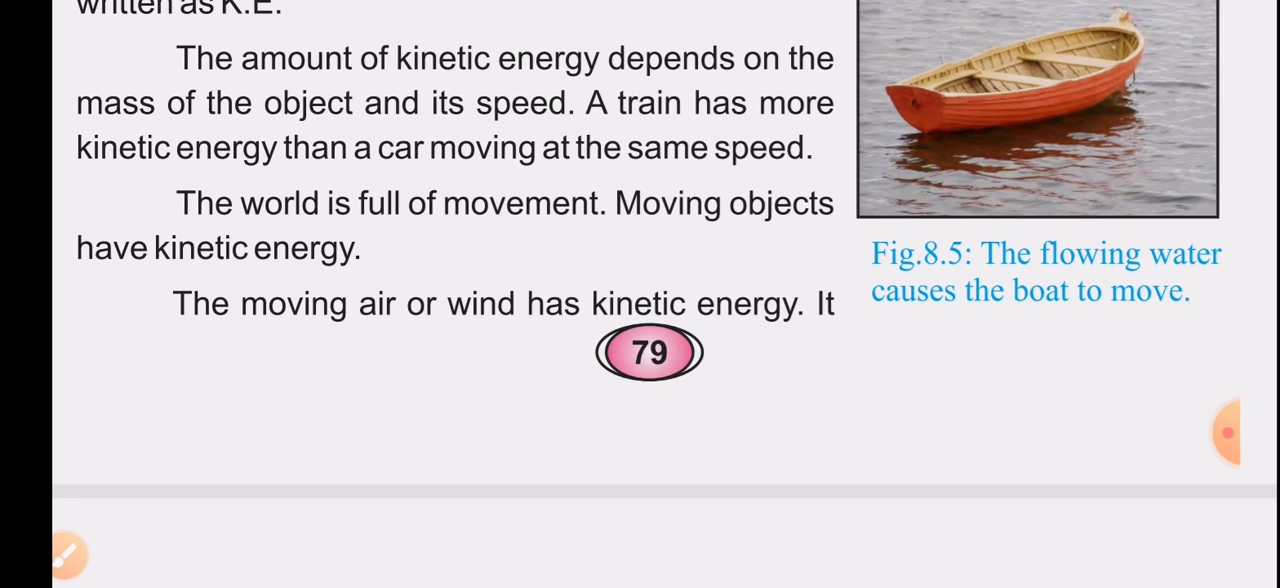 written as K.E.
The amount of kinetic energy depends on the
mass of the object and its speed. A train has more
kinetic energy than a car moving at the same speed.
The world is full of movement. Moving objects
have kinetic energy.
The moving air or wind has kinetic energy. It
Fig.8.5: The flowing water
causes the boat to move.
79